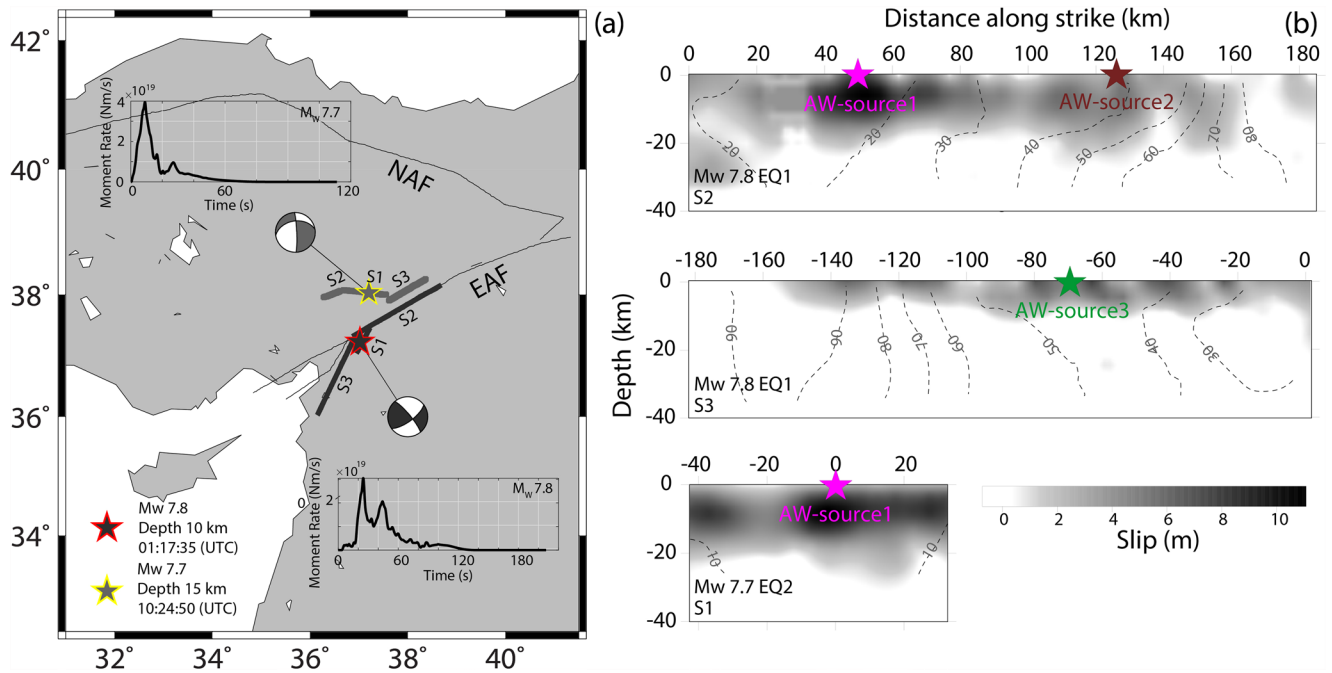 (a)
42°
40°
38°
36°
34°
32°
34°
36°
38°
40°
×10¹⁹
Moment Rate (Nm/s)
4
2
0
Mw 7.7
0
60
120
Time (s)
NAF
EAF
S2
S1
S3
S2
S1
S3
×10¹⁹
Moment Rate (Nm/s)
2
0
Mw 7.8
0
60
120
180
Time (s)
Mw 7.8
Depth 10 km
01:17:35 (UTC)
Mw 7.7
Depth 15 km
10:24:50 (UTC)
Distance along strike (km)
(b)
0 20 40 60 80 100 120 140 160 180
0
-20
-40
AW-source1
AW-source2
20 20 30 40 50 60 70 80
Mw 7.8 EQ1
S2
-180 -160 -140 -120 -100 -80 -60 -40 -20 0
0
-20
-40
AW-source3
90 90 80 70 60 50 40 30
Mw 7.8 EQ1
S3
Depth (km)
-40 -20 0 20
0
-20
-40
AW-source1
10 10
Mw 7.7 EQ2
S1
0 2 4 6 8 10
Slip (m)